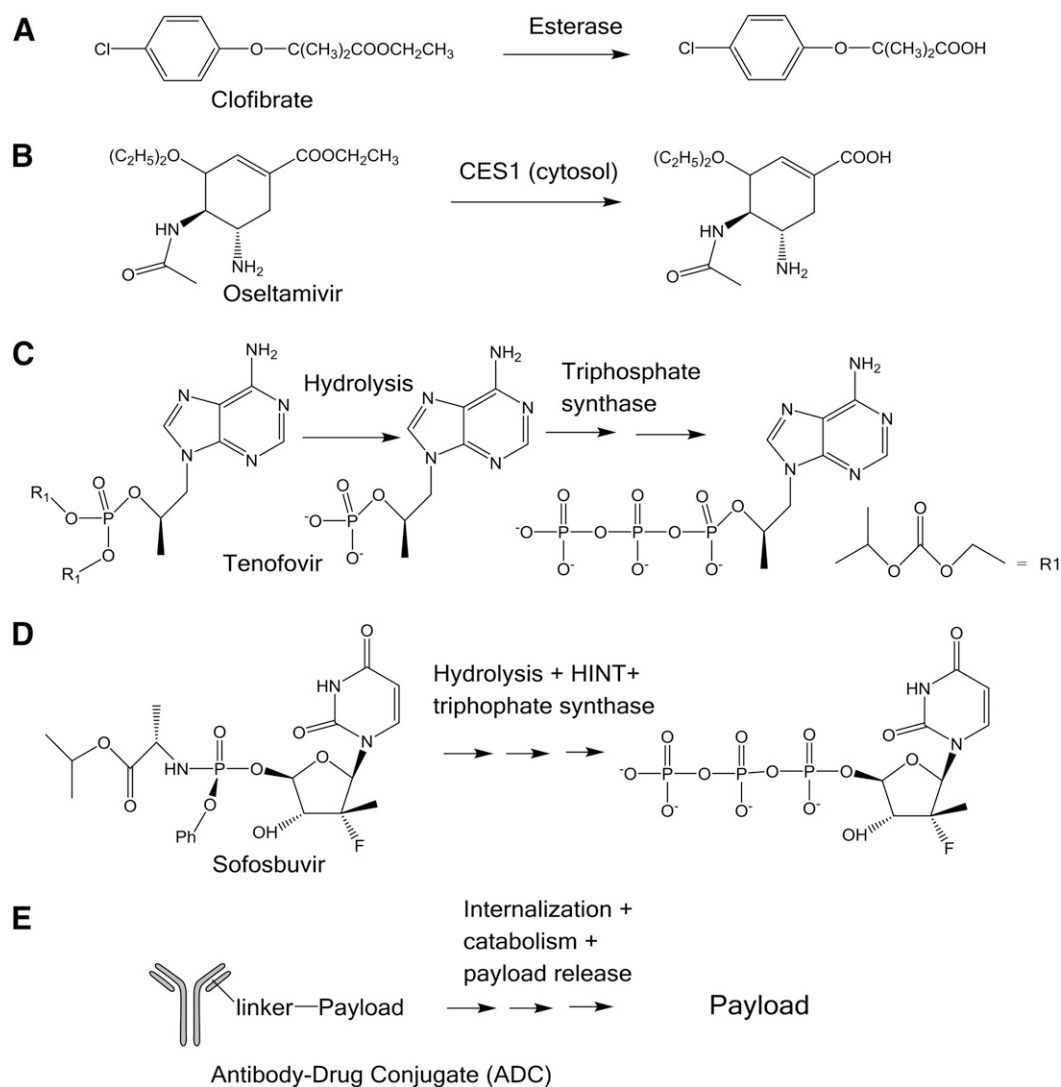 A
Cl
O
C(CH3)2COOCH2CH3
Clofibrate
Esterase
Cl
O
C(CH3)2COOH
B
(C2H5)2O
COOCH2CH3
HN
O
NH2
Oseltamivir
CES1 (cytosol)
(C2H5)2O
COOH
HN
O
NH2
C
NH2
N
N
N
N
R1
O
O
P
O
O
R1
Hydrolysis
NH2
N
N
N
N
O
-O
P
O
O-
Tenofovir
Triphosphate
synthase
NH2
N
N
N
N
O
O
O
-O
P
O
P
O
P
O
O-
O-
O-
O
O
O
= R1
D
O
NH
O
N
O
O
HN
P
O
O
O
Ph
OH
F
Sofosbuvir
Hydrolysis + HINT+
triphophate synthase
O
NH
O
N
O
O
O
-O
P
O
P
O
P
O
O
O-
O-
O-
OH
F
E
linker—Payload
Antibody-Drug Conjugate (ADC)
Internalization +
catabolism +
payload release
Payload